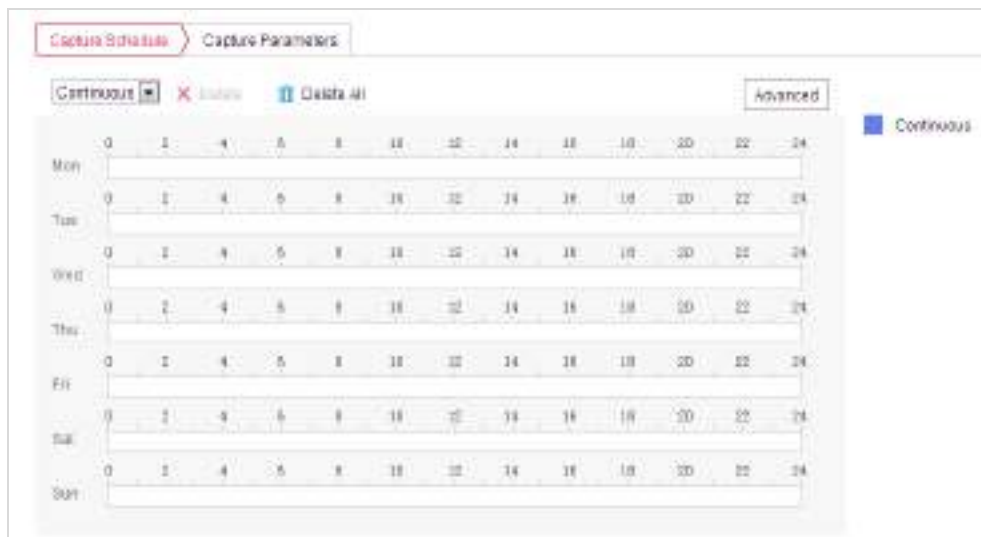 Capture Schedule Capture Parameters
Continuous Delete Delete All Advanced
Continuous
0 2 4 6 8 10 12 14 16 18 20 22 24
Mon
0 2 4 6 8 10 12 14 16 18 20 22 24
Tue
0 2 4 6 8 10 12 14 16 18 20 22 24
Wed
0 2 4 6 8 10 12 14 16 18 20 22 24
Thu
0 2 4 6 8 10 12 14 16 18 20 22 24
Fri
0 2 4 6 8 10 12 14 16 18 20 22 24
Sat
0 2 4 6 8 10 12 14 16 18 20 22 24
Sun